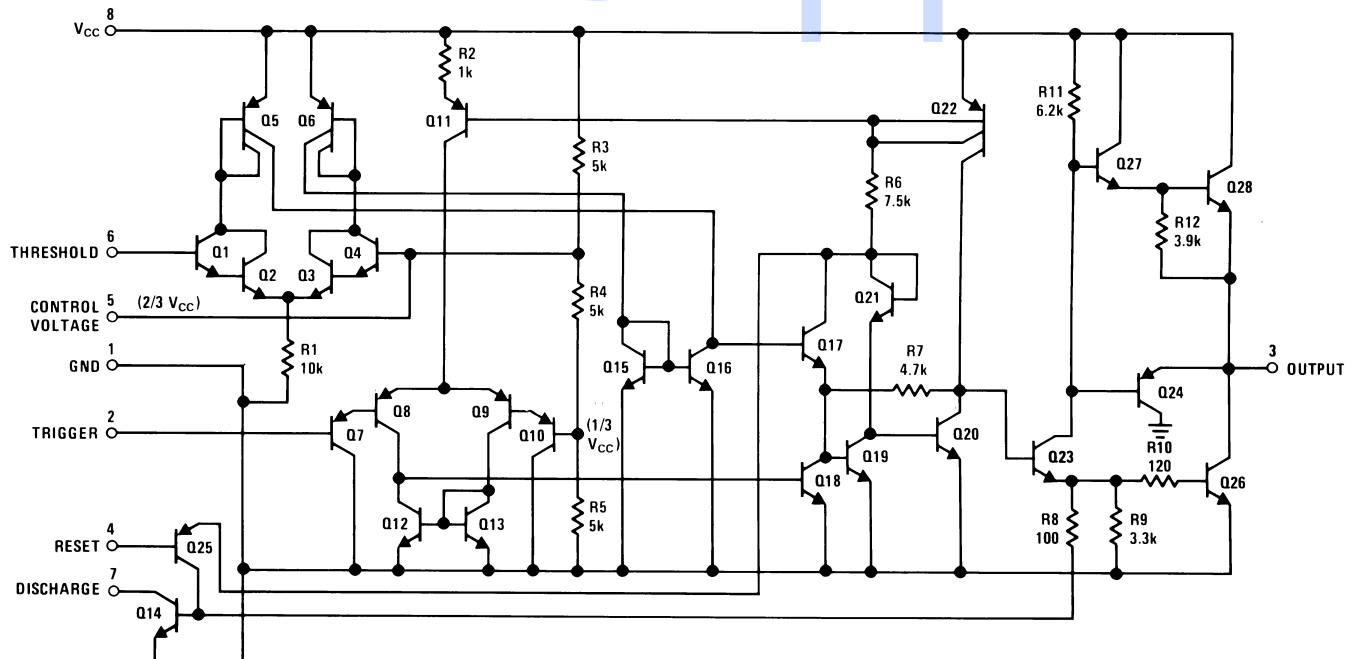 8
VCC
R2
1k
Q5
Q6
Q11
Q22
R11
6.2k
R3
5k
Q27
Q28
R6
7.5k
R12
3.9k
6
THRESHOLD
Q1
Q4
Q2
Q3
CONTROL VOLTAGE
5
(2/3 VCC)
R4
5k
Q21
1
GND
R1
10k
Q15
Q16
Q17
R7
4.7k
3
OUTPUT
Q24
2
TRIGGER
Q8
Q9
Q7
Q10
(1/3
VCC)
Q19
Q20
Q23
R10
120
Q18
Q26
4
RESET
Q25
Q12
Q13
R5
5k
R8
100
R9
3.3k
7
DISCHARGE
Q14